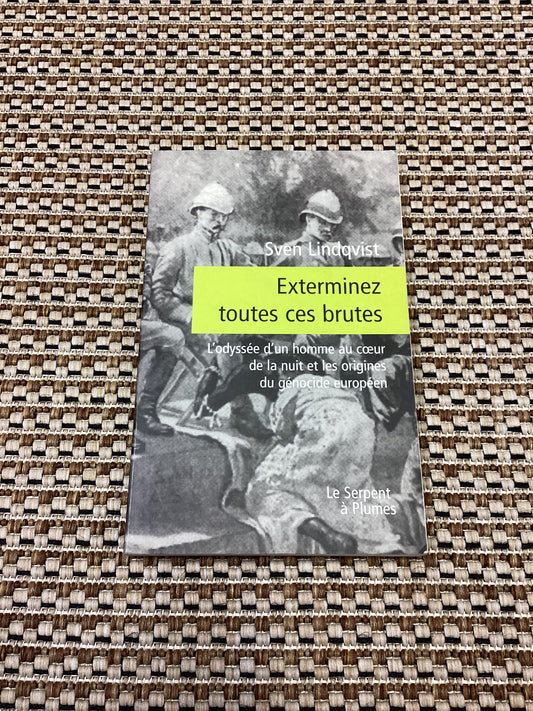 Sven Lindqvist
Exterminez
toutes ces brutes
L'odyssée d'un homme au cœur
de la nuit et les origines
du génocide européen
Le Serpent
à Plumes